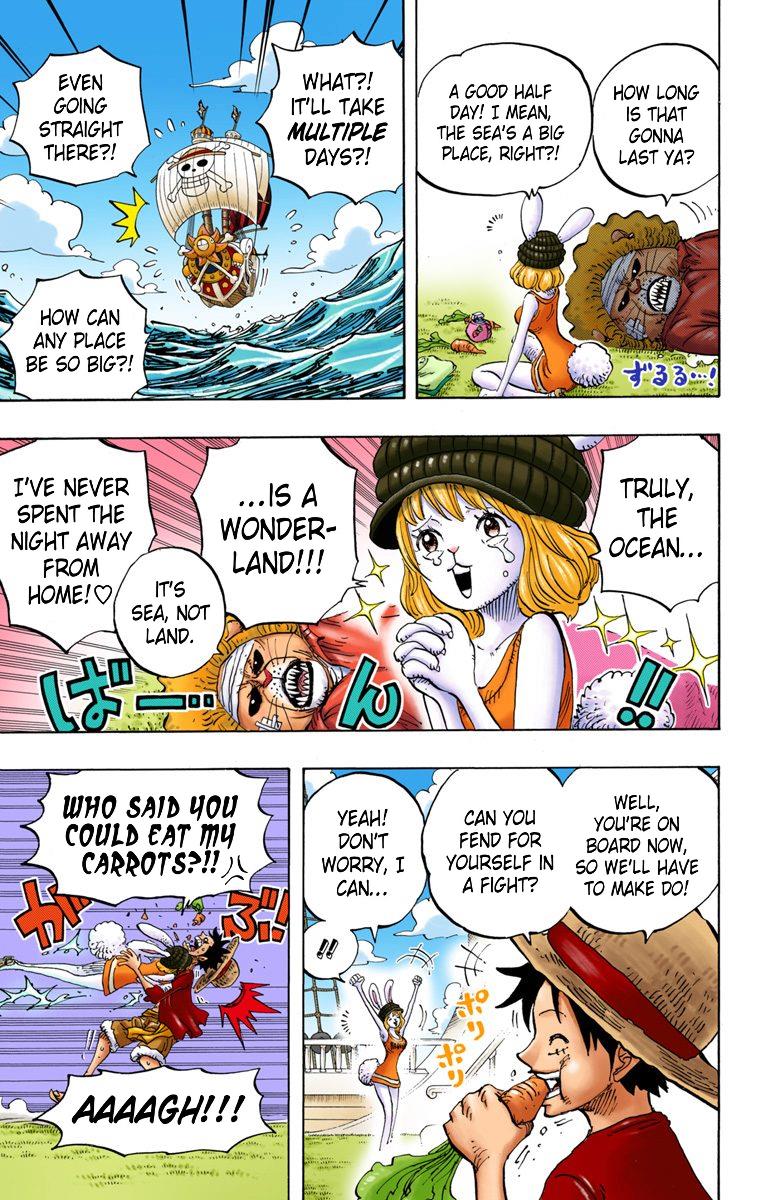 HOW LONG
IS THAT
GONNA
LAST YA?
A GOOD HALF
DAY! I MEAN,
THE SEA'S A BIG
PLACE, RIGHT?!
ずるる…!
WHAT?!
IT'LL TAKE
MULTIPLE
DAYS?!
EVEN
GOING
STRAIGHT
THERE?!
HOW CAN
ANY PLACE
BE SO BIG?!
TRULY,
THE
OCEAN...
...IS A
WONDER-
LAND!!!
IT'S
SEA, NOT
LAND.
I'VE NEVER
SPENT THE
NIGHT AWAY
FROM
HOME!♡
ばーん!!
WELL,
YOU'RE ON
BOARD NOW,
SO WE'LL HAVE
TO MAKE DO!
CAN YOU
FEND FOR
YOURSELF IN
A FIGHT?
YEAH!
DON'T
WORRY, I
CAN...
!!
ポリ
ポリ
WHO SAID YOU
COULD EAT MY
CARROTS?!!
がぶ!!
AAAAGH!!!